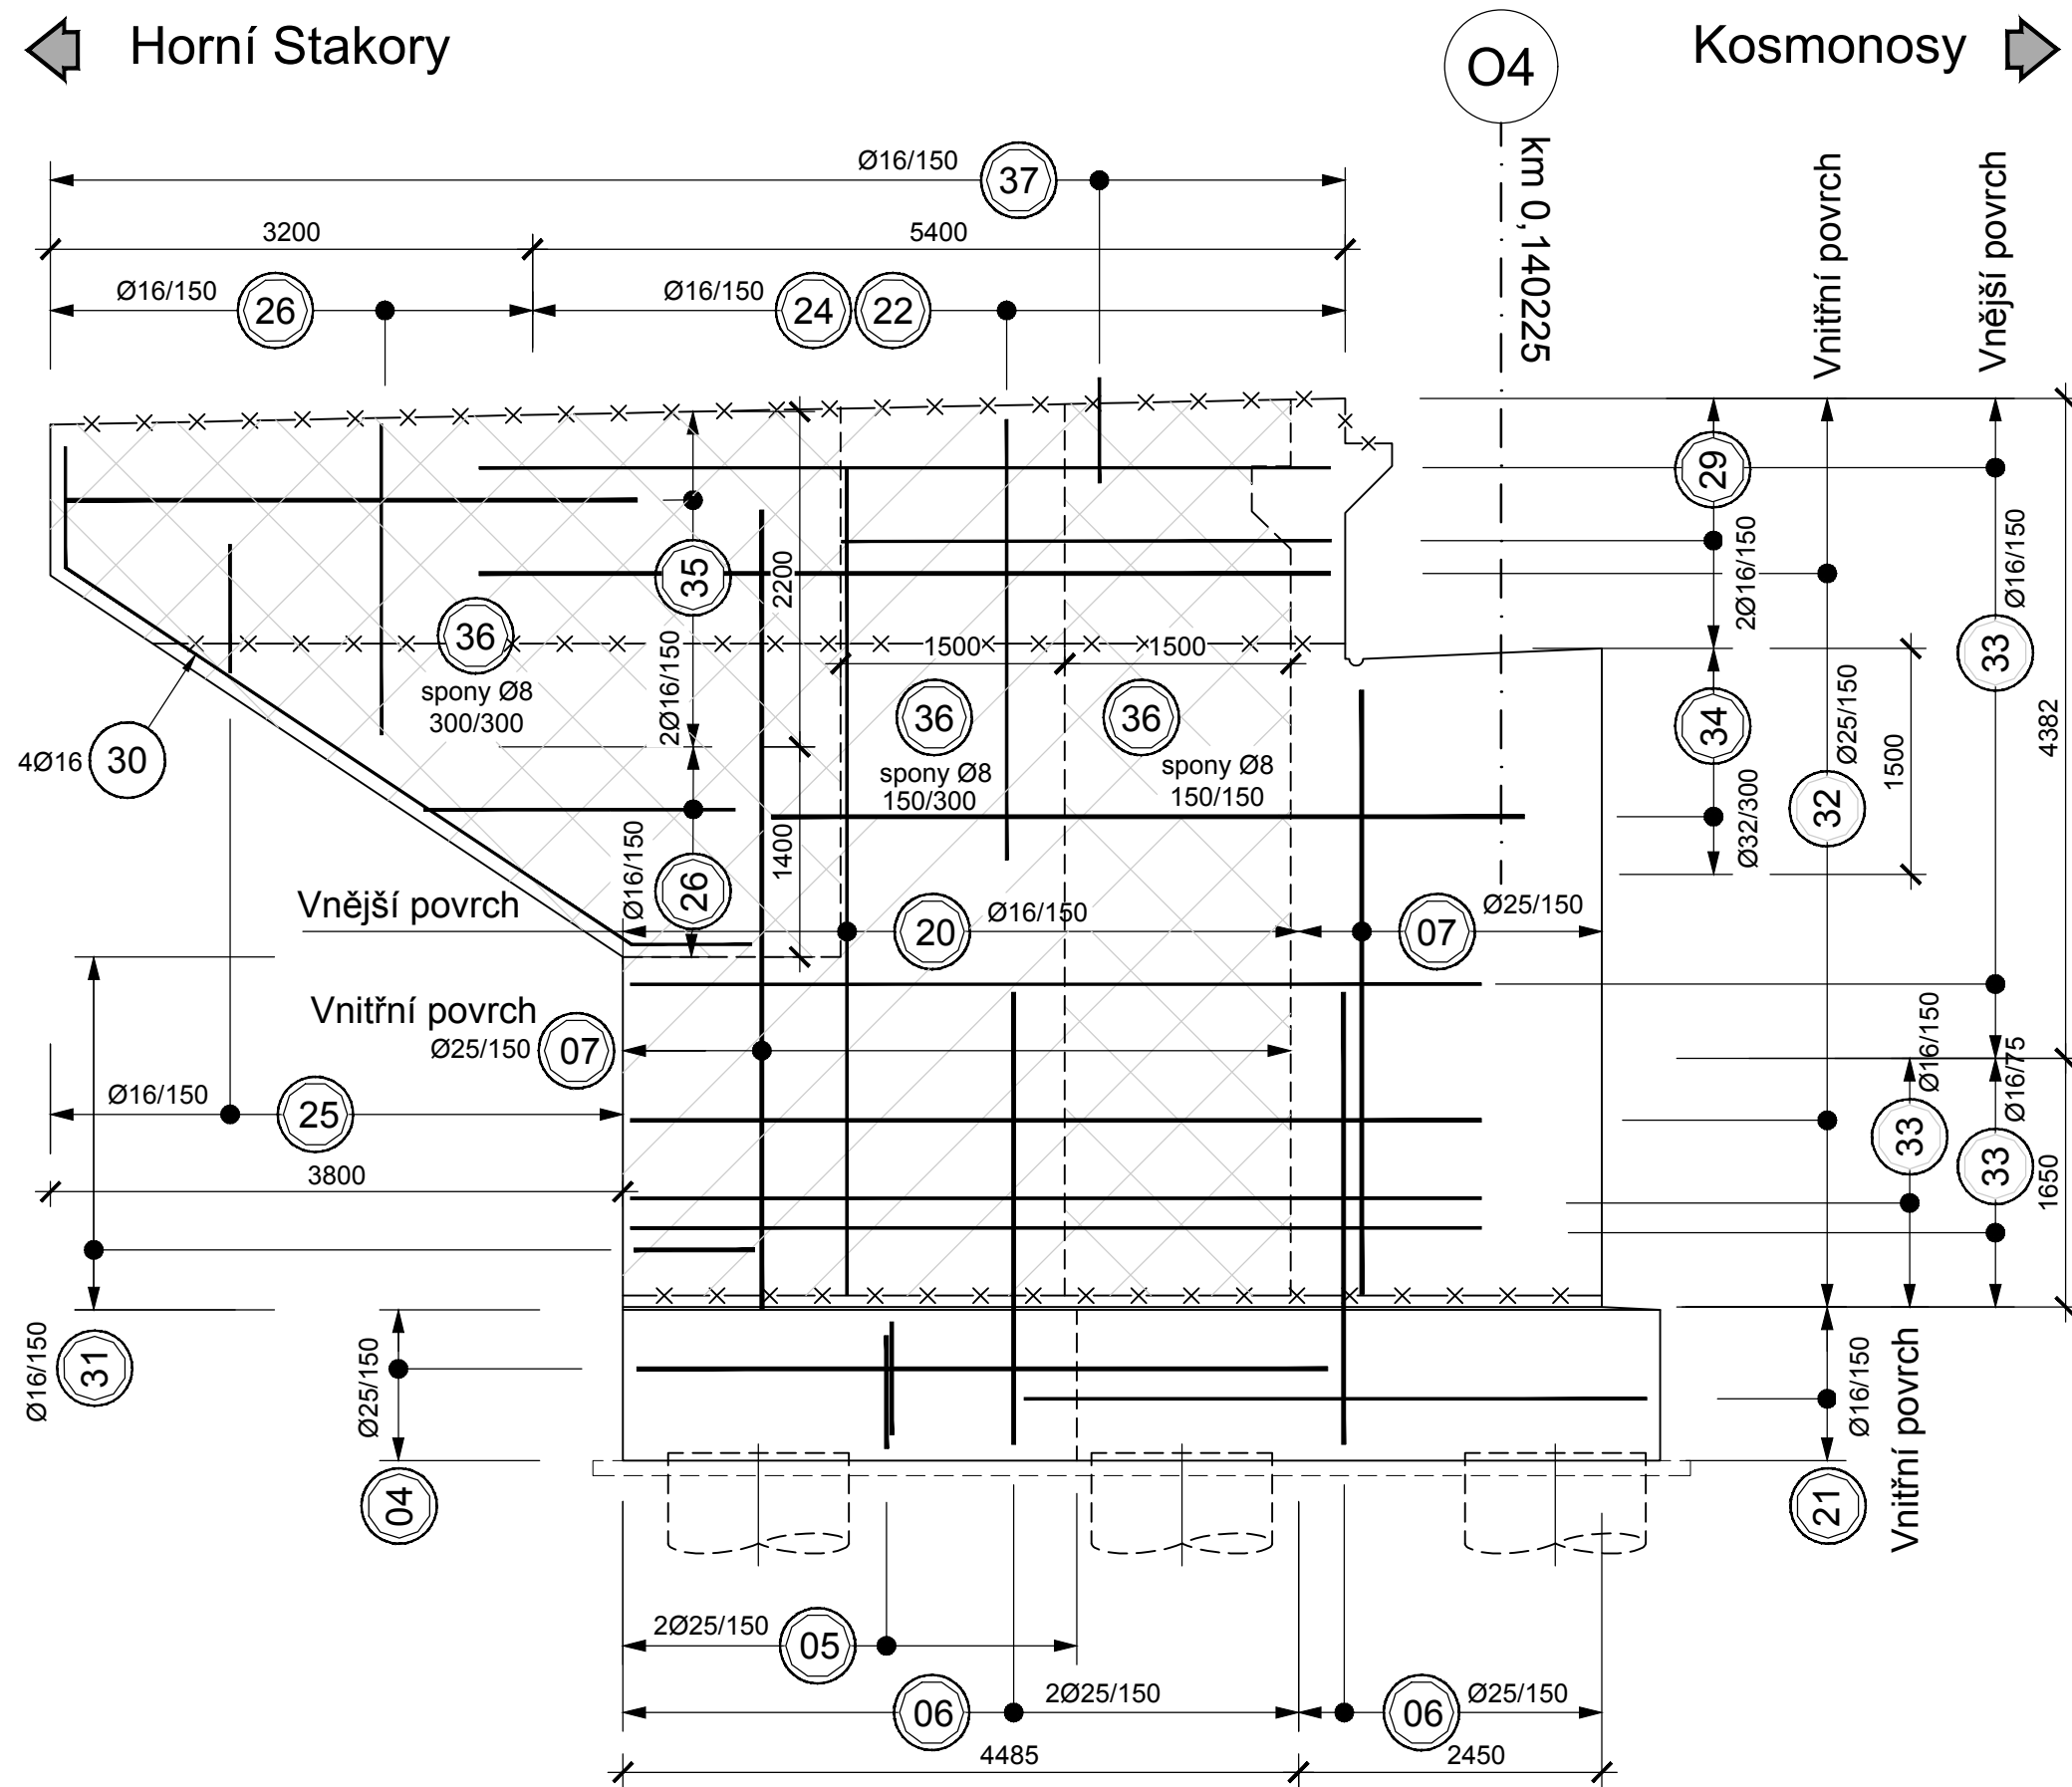 Horní Stakory
O4
Kosmonosy
km 0,140225
Vnitřní povrch
Vnější povrch
Ø16/150
37
3200
5400
Ø16/150
26
Ø16/150
24
22
29
2Ø16/150
Ø16/150
33
35
2200
2Ø16/150
36
spony Ø8
300/300
1500
1500
36
spony Ø8
150/300
36
spony Ø8
150/150
34
Ø32/300
1500
Ø25/150
32
4382
4Ø16
30
Ø16/150
26
1400
Vnější povrch
20
Ø16/150
07
Ø25/150
Vnitřní povrch
Ø25/150
07
Ø16/150
25
3800
Ø16/150
33
Ø16/75
33
1650
Ø16/150
31
Ø25/150
04
Ø16/150
21
Vnitřní povrch
2Ø25/150
05
06
2Ø25/150
06
Ø25/150
4485
2450